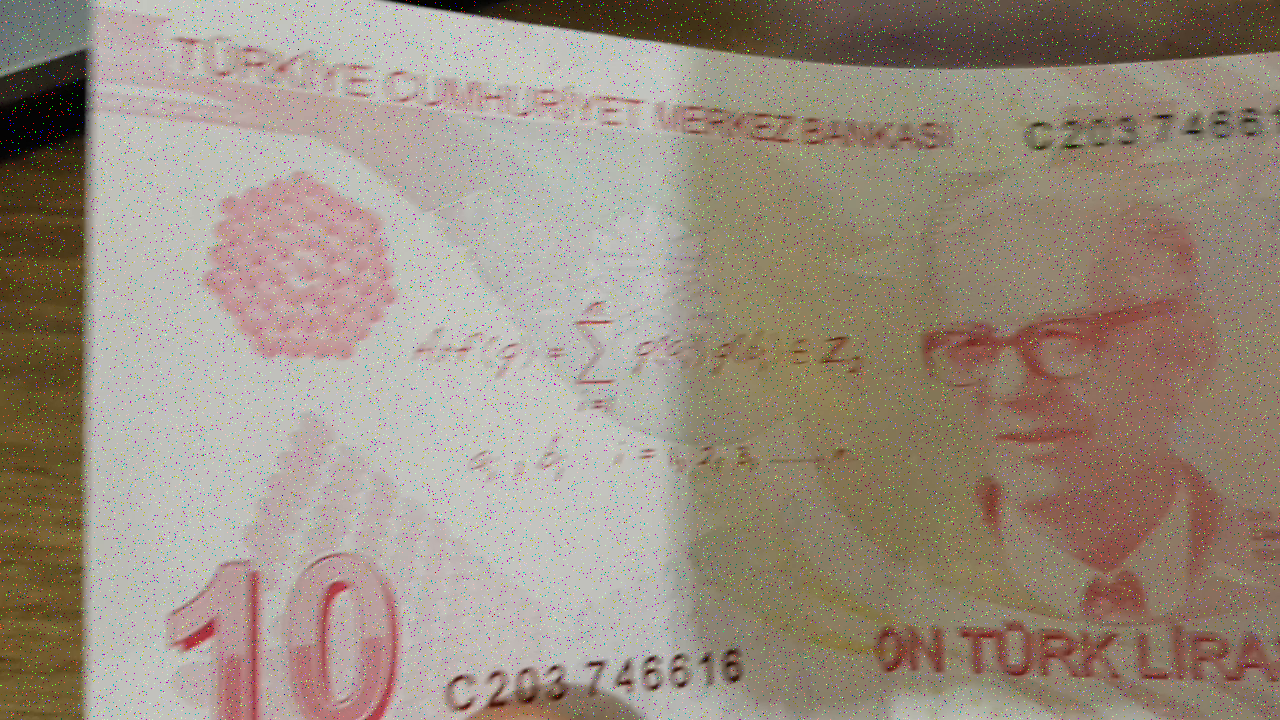 TÜRKİYE CUMHURİYET MERKEZ BANKASI
C203 74661
∈ Z
10
C203 746616
ON TÜRK LİRA